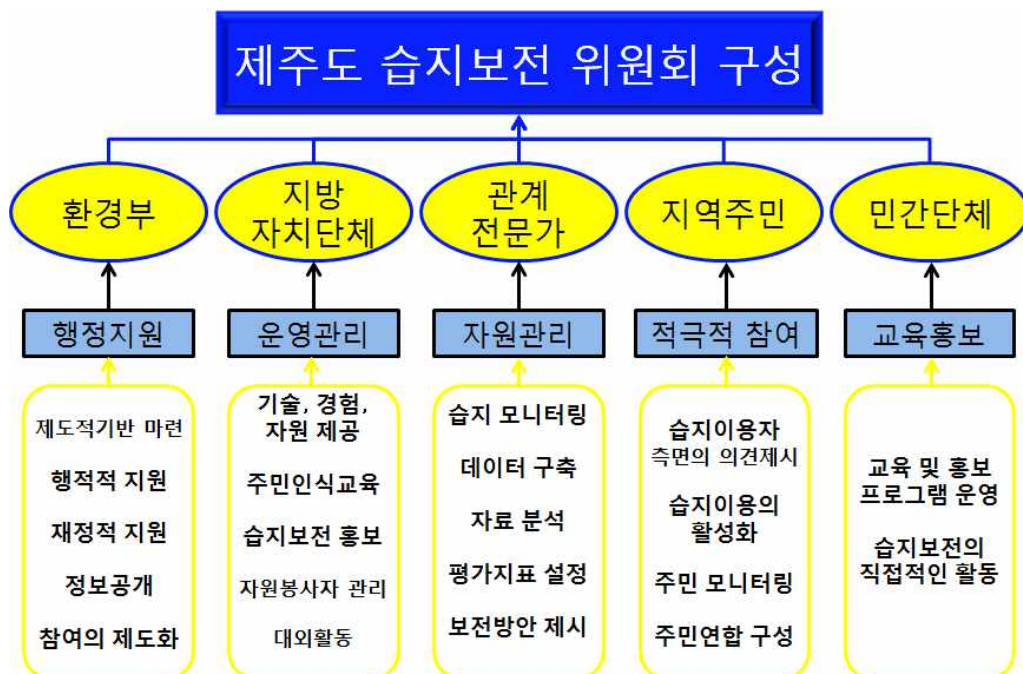 제주도 습지보전 위원회 구성
환경부
지방
자치단체
관계
전문가
지역주민
민간단체
행정지원
운영관리
자원관리
적극적 참여
교육홍보
제도적기반 마련
행적적 지원
재정적 지원
정보공개
참여의 제도화
기술, 경험,
자원 제공
주민인식교육
습지보전 홍보
자원봉사자 관리
대외활동
습지 모니터링
데이터 구축
자료 분석
평가지표 설정
보전방안 제시
습지이용자
측면의 의견제시
습지이용의
활성화
주민 모니터링
주민연합 구성
교육 및 홍보
프로그램 운영
습지보전의
직접적인 활동